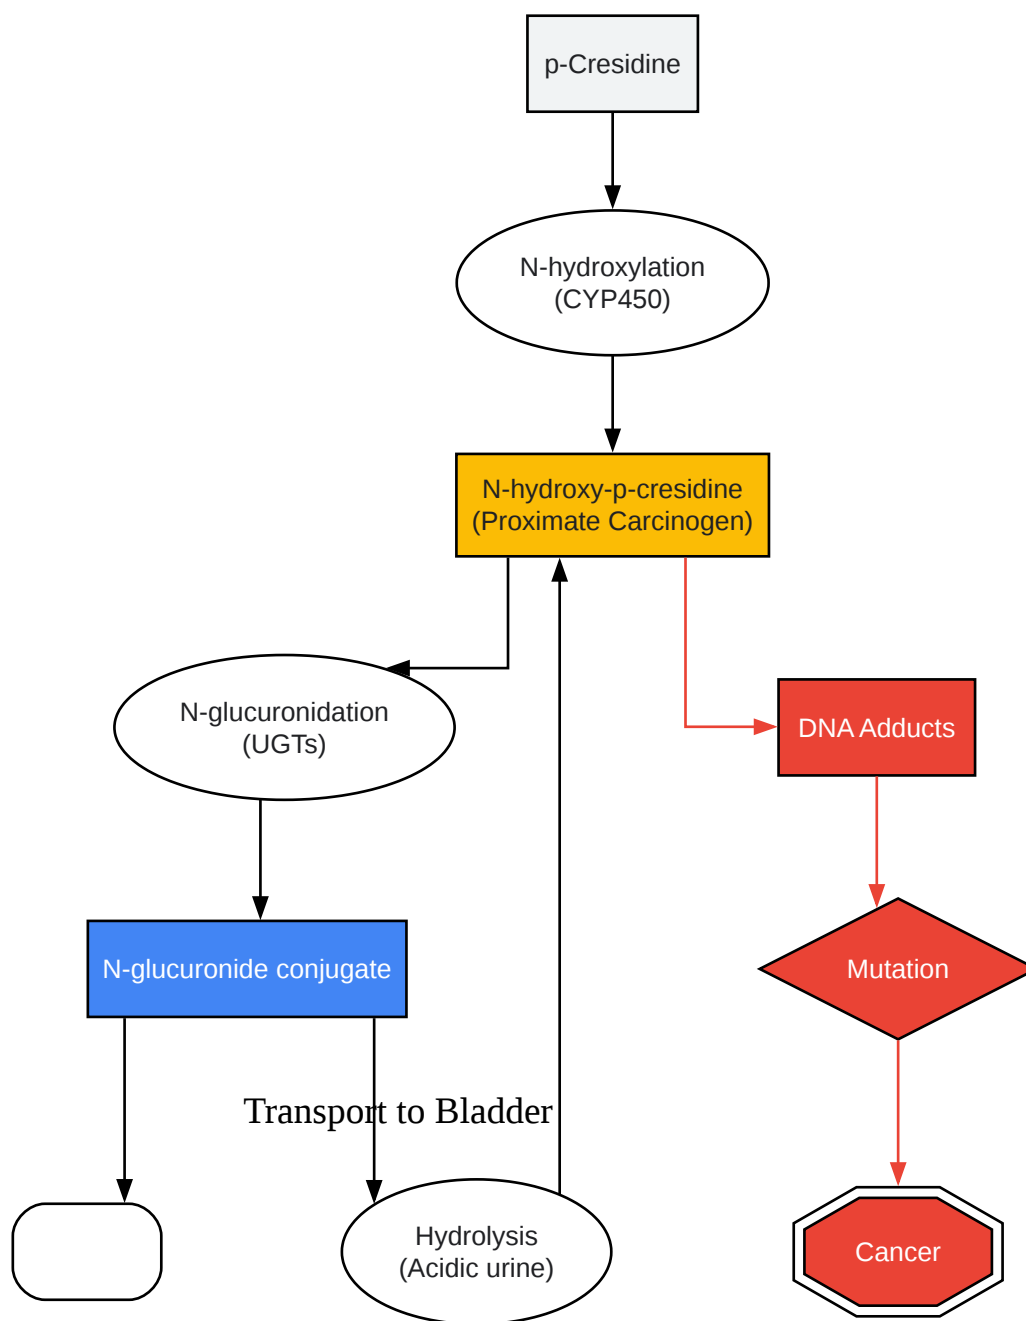 p-Cresidine
N-hydroxylation
(CYP450)
N-hydroxy-p-cresidine
(Proximate Carcinogen)
N-glucuronidation
(UGTs)
DNA Adducts
N-glucuronide conjugate
Mutation
Transport to Bladder
Hydrolysis
(Acidic urine)
Cancer